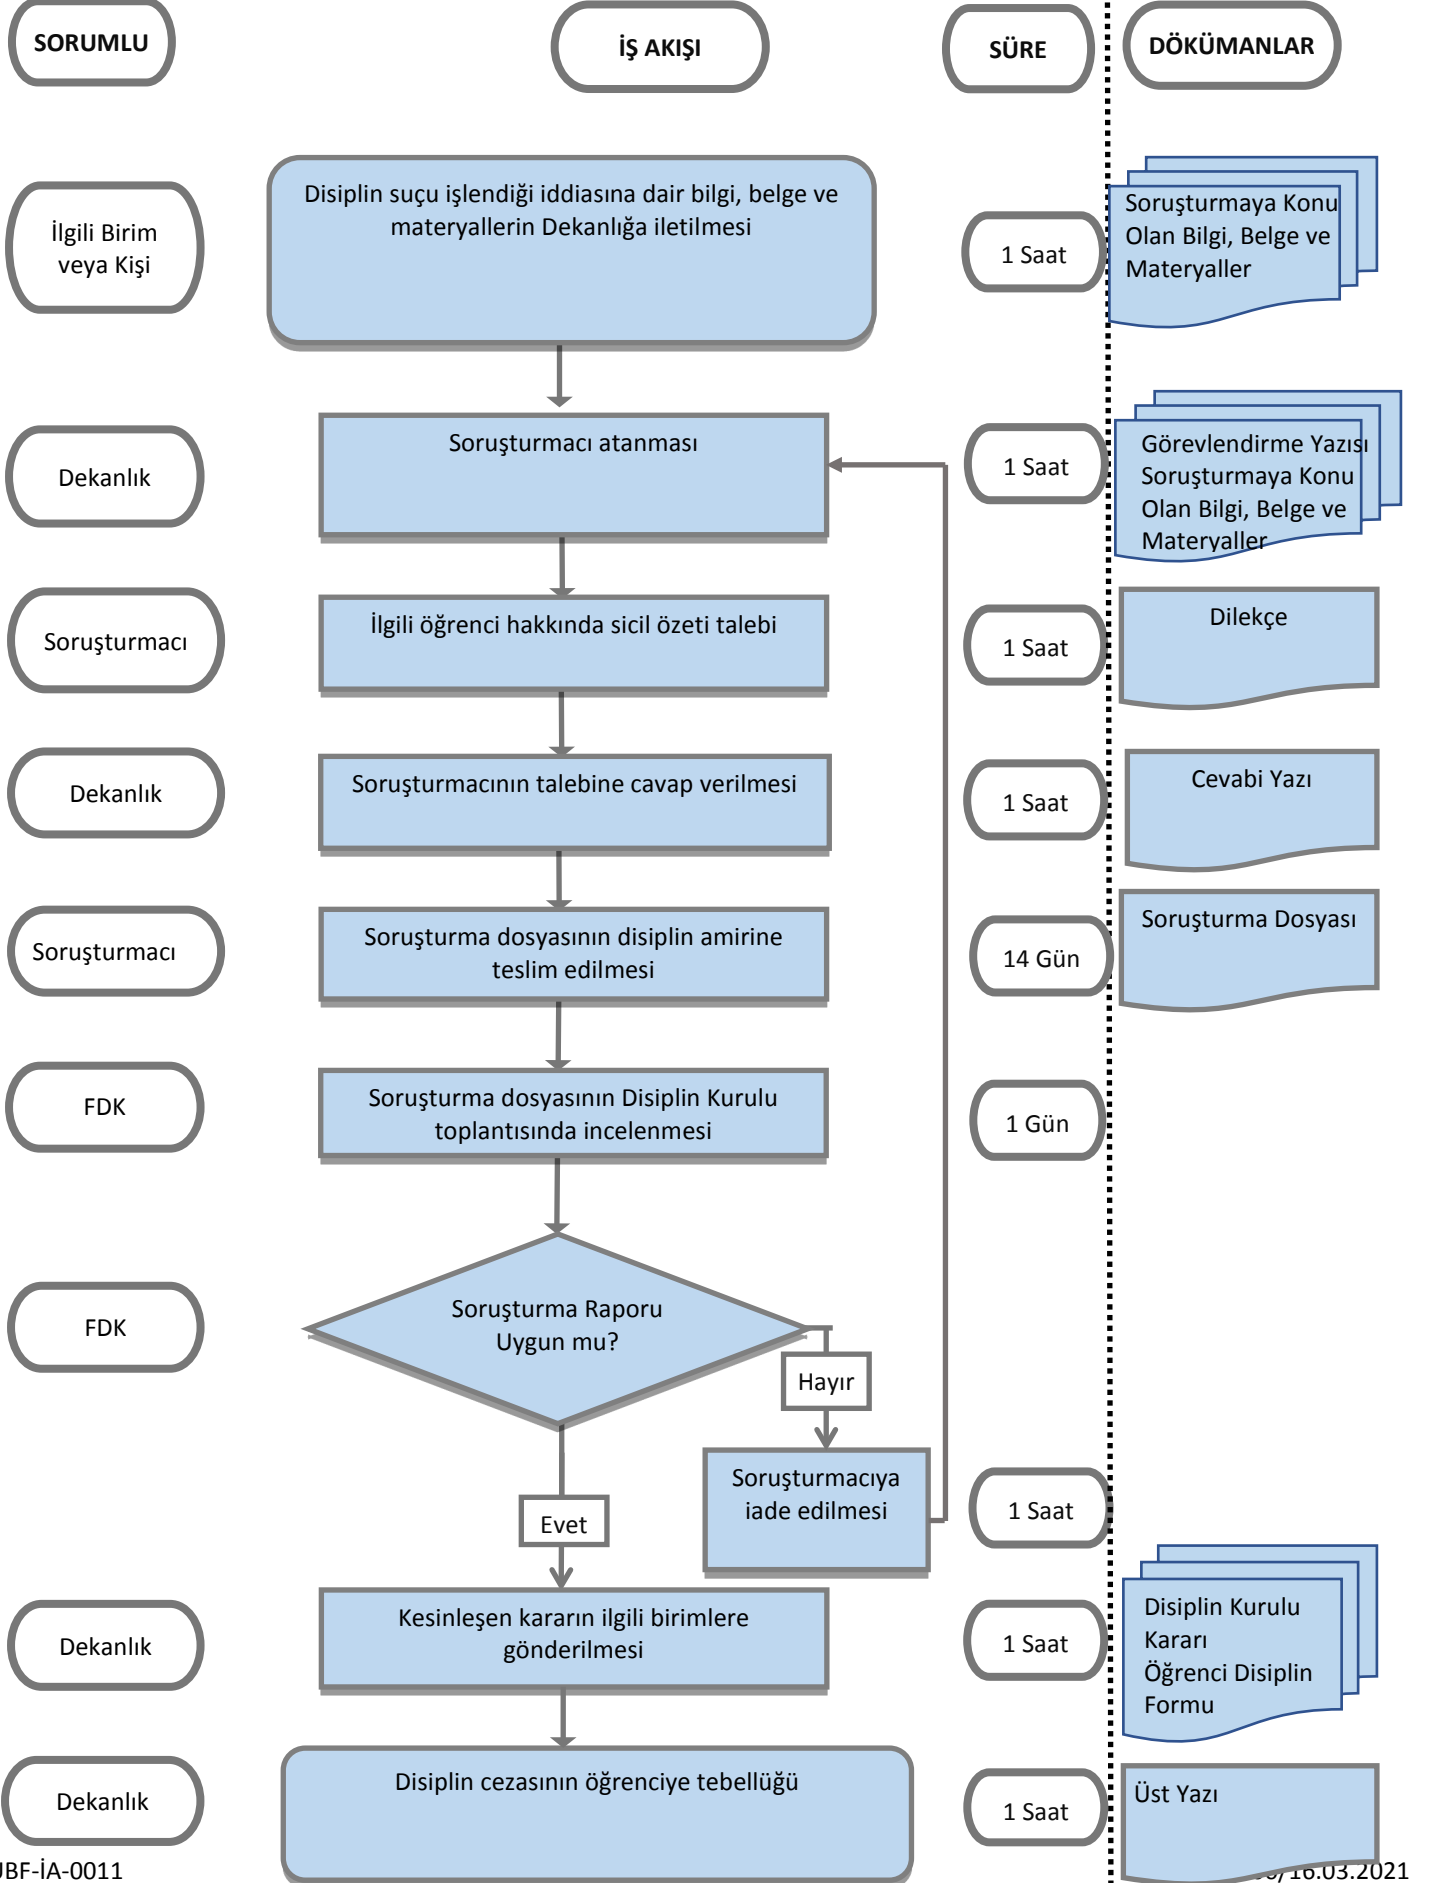 SORUMLU
İŞ AKIŞI
SÜRE
DÖKÜMANLAR
İlgili Birim
veya Kişi
Disiplin suçu işlendiği iddiasına dair bilgi, belge ve
materyallerin Dekanlığa iletilmesi
1 Saat
Soruşturmaya Konu
Olan Bilgi, Belge ve
Materyaller
Dekanlık
Soruşturmacı atanması
1 Saat
Görevlendirme Yazısı
Soruşturmaya Konu
Olan Bilgi, Belge ve
Materyaller
Soruşturmacı
İlgili öğrenci hakkında sicil özeti talebi
1 Saat
Dilekçe
Dekanlık
Soruşturmacının talebine cavap verilmesi
1 Saat
Cevabi Yazı
Soruşturmacı
Soruşturma dosyasının disiplin amirine
teslim edilmesi
14 Gün
Soruşturma Dosyası
FDK
Soruşturma dosyasının Disiplin Kurulu
toplantısında incelenmesi
1 Gün
FDK
Soruşturma Raporu
Uygun mu?
Hayır
Soruşturmacıya
iade edilmesi
1 Saat
Evet
Dekanlık
Kesinleşen kararın ilgili birimlere
gönderilmesi
1 Saat
Disiplin Kurulu
Kararı
Öğrenci Disiplin
Formu
Dekanlık
Disiplin cezasının öğrenciye tebellüğü
1 Saat
Üst Yazı
UBF-İA-0011
/16.03.2021